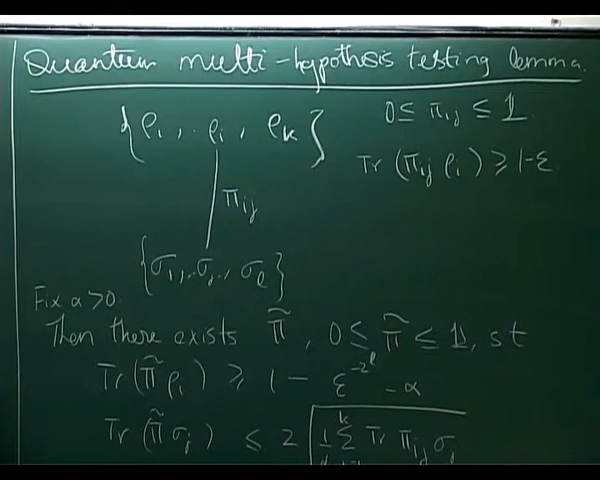 Quantum multi-hypothesis testing lemma.
{ρ₁, .. ρᵢ, ρₖ} 0 ≤ πᵢⱼ ≤ 1
Tr (πᵢⱼ ρᵢ) ≥ 1-ε
πᵢⱼ
{σ₁, .. σⱼ .., σₗ}
Fix α > 0.
Then there exists π̃, 0 ≤ π̃ ≤ 1, st
Tr (π̃ ρᵢ) ≥ 1 - ε^{-2^l} - α
Tr (π̃ σⱼ) ≤ 2 √ Σ^k Tr πᵢⱼ σⱼ